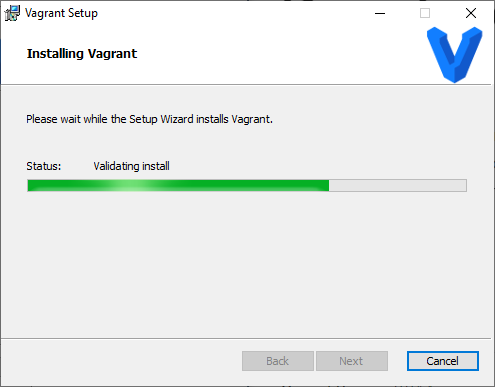 Vagrant Setup
Installing Vagrant
Please wait while the Setup Wizard installs Vagrant.
Status: Validating install
Back Next Cancel